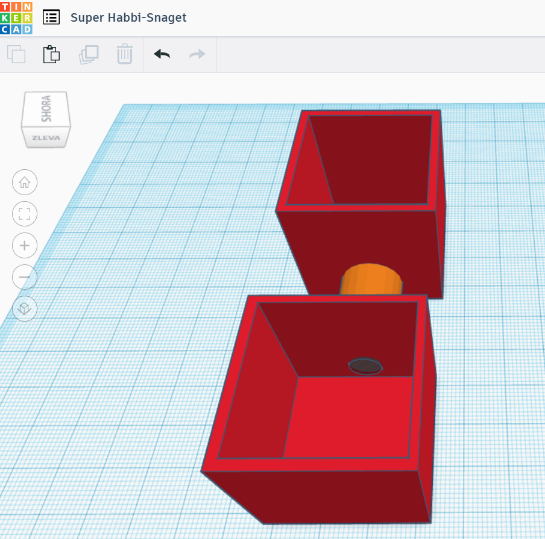 TIN
KER
CAD
Super Habbi-Snaget
SHORA
ZLEVA